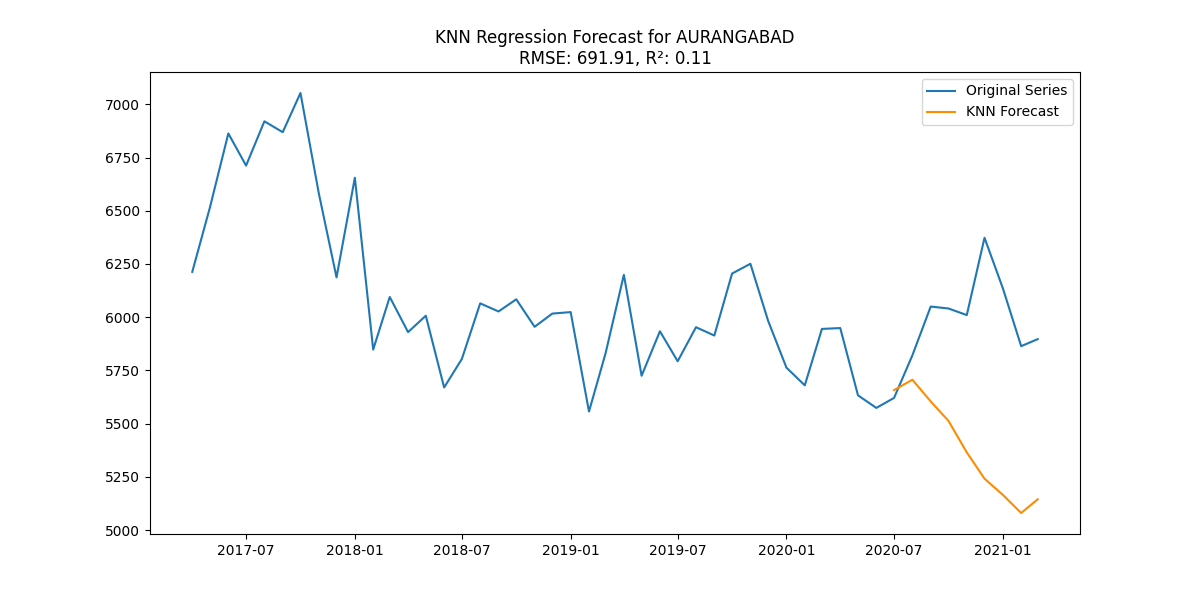 KNN Regression Forecast for AURANGABAD
RMSE: 691.91, R²: 0.11
Original Series
KNN Forecast
7000
6750
6500
6250
6000
5750
5500
5250
5000
2017-07 2018-01 2018-07 2019-01 2019-07 2020-01 2020-07 2021-01